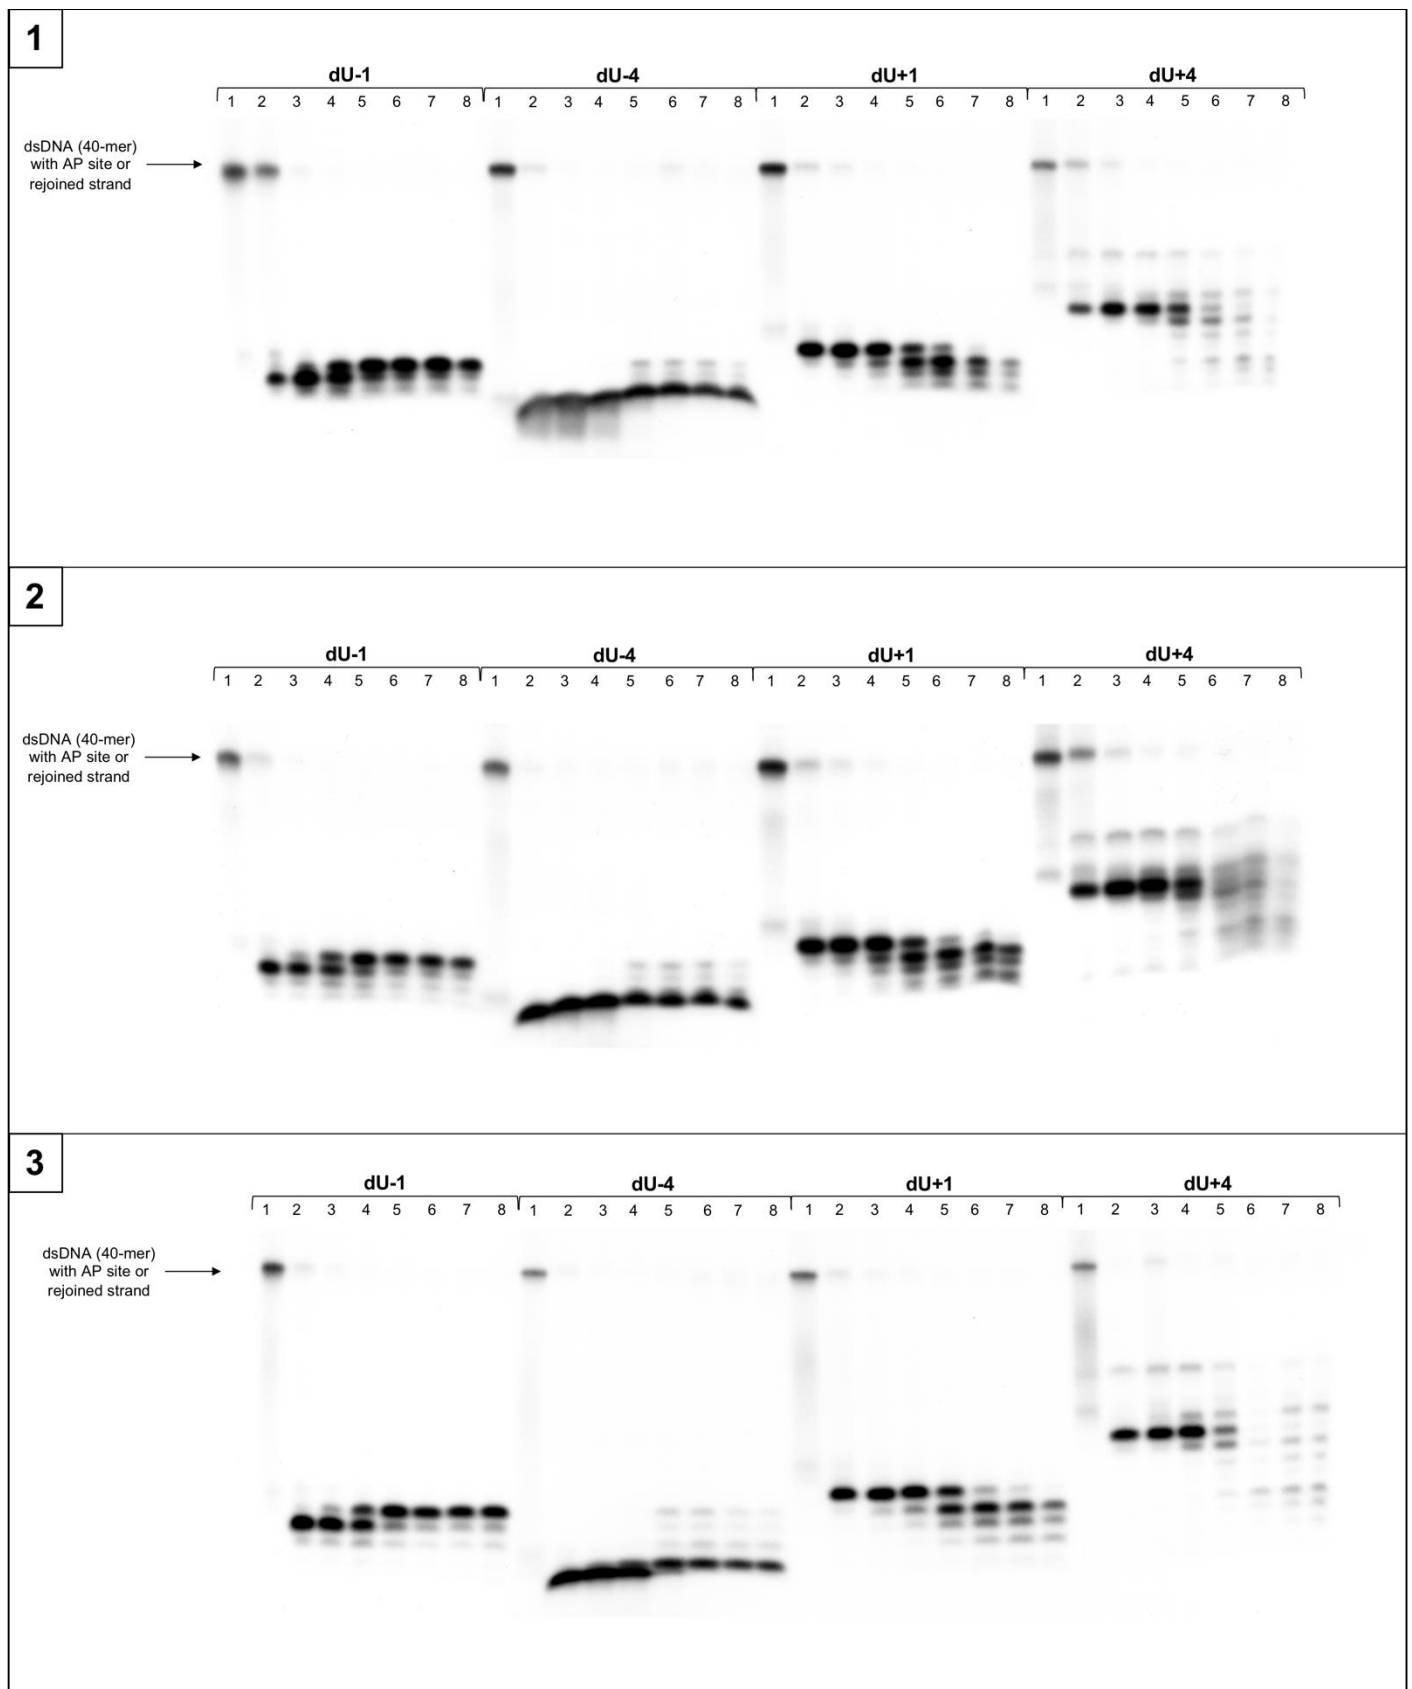 1
dU-1 dU-4 dU+1 dU+4
1 2 3 4 5 6 7 8 1 2 3 4 5 6 7 8 1 2 3 4 5 6 7 8 1 2 3 4 5 6 7 8
dsDNA (40-mer)
with AP site or
rejoined strand
2
dU-1 dU-4 dU+1 dU+4
1 2 3 4 5 6 7 8 1 2 3 4 5 6 7 8 1 2 3 4 5 6 7 8 1 2 3 4 5 6 7 8
dsDNA (40-mer)
with AP site or
rejoined strand
3
dU-1 dU-4 dU+1 dU+4
1 2 3 4 5 6 7 8 1 2 3 4 5 6 7 8 1 2 3 4 5 6 7 8 1 2 3 4 5 6 7 8
dsDNA (40-mer)
with AP site or
rejoined strand